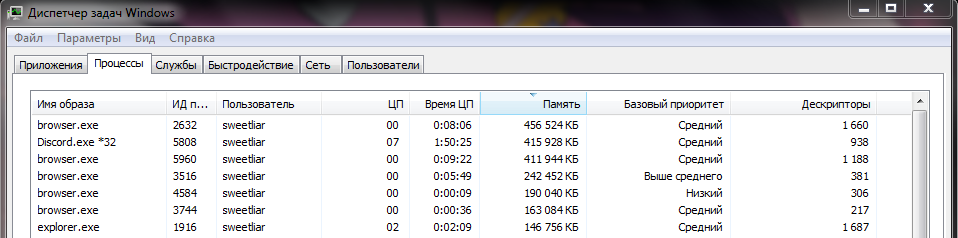 Диспетчер задач Windows
Файл Параметры Вид Справка
Приложения Процессы Службы Быстродействие Сеть Пользователи
Имя образа ИД п... Пользователь ЦП Время ЦП Память Базовый приоритет Дескрипторы
browser.exe 2632 sweetliar 00 0:08:06 456 524 КБ Средний 1 660
Discord.exe *32 5808 sweetliar 07 1:50:25 415 928 КБ Средний 938
browser.exe 5960 sweetliar 00 0:09:22 411 944 КБ Средний 1 188
browser.exe 3516 sweetliar 00 0:05:49 242 452 КБ Выше среднего 381
browser.exe 4584 sweetliar 00 0:00:09 190 040 КБ Низкий 306
browser.exe 3744 sweetliar 00 0:00:36 163 084 КБ Средний 217
explorer.exe 1916 sweetliar 02 0:02:09 146 756 КБ Средний 1 687